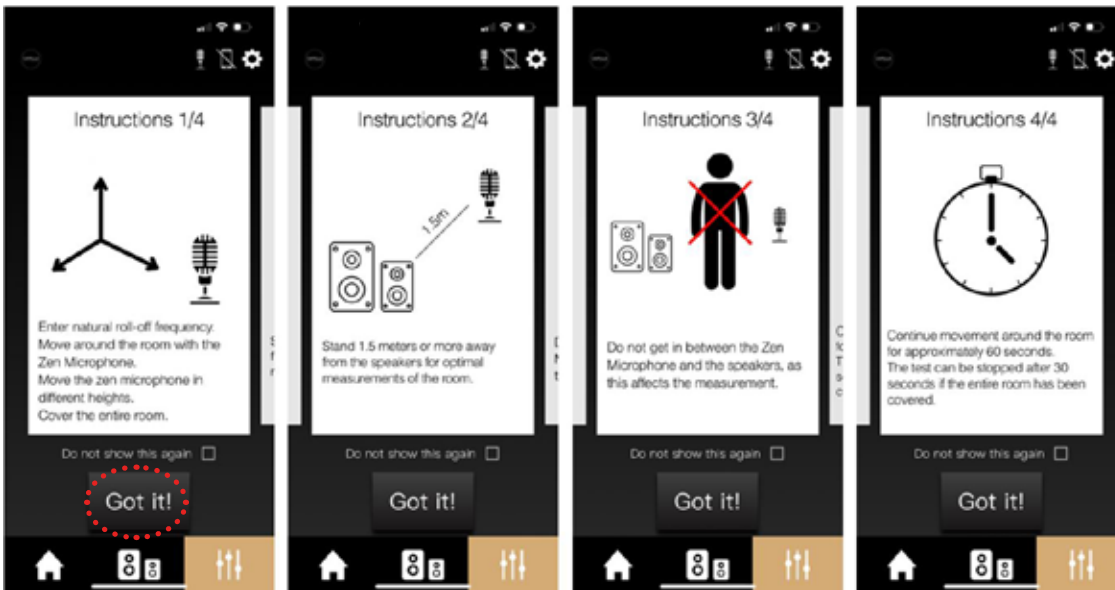 Instructions 1/4
Enter natural roll-off frequency.
Move around the room with the
Zen Microphone.
Move the zen microphone in
different heights.
Cover the entire room.
Do not show this again
Got it!
Instructions 2/4
1.5m
Stand 1.5 meters or more away
from the speakers for optimal
measurements of the room.
Do not show this again
Got it!
Instructions 3/4
Do not get in between the Zen
Microphone and the speakers, as
this affects the measurement.
Do not show this again
Got it!
Instructions 4/4
Continue movement around the room
for approximately 60 seconds.
The test can be stopped after 30
seconds if the entire room has been
covered.
Do not show this again
Got it!